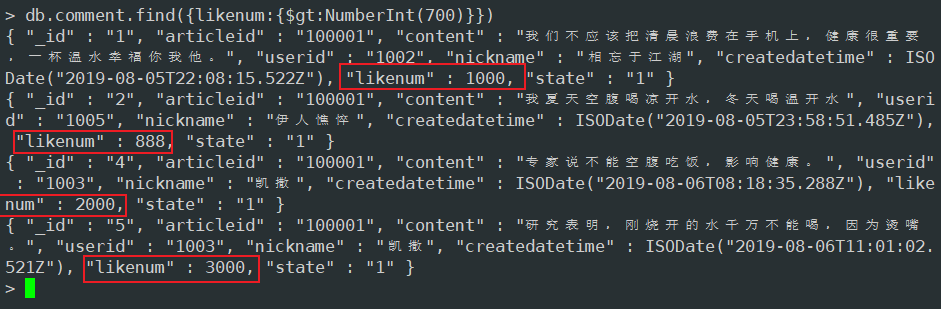 > db.comment.find({likenum:{$gt:NumberInt(700)}})
{ "_id" : "1", "articleid" : "100001", "content" : "我们不应该把清晨浪费在手机上，健康很重要
，一杯温水幸福你我他。", "userid" : "1002", "nickname" : "相忘于江湖", "createdatetime" : ISO
Date("2019-08-05T22:08:15.522Z"), "likenum" : 1000, "state" : "1" }
{ "_id" : "2", "articleid" : "100001", "content" : "我夏天空腹喝凉开水，冬天喝温开水", "useri
d" : "1005", "nickname" : "伊人憔悴", "createdatetime" : ISODate("2019-08-05T23:58:51.485Z"),
 "likenum" : 888, "state" : "1" }
{ "_id" : "4", "articleid" : "100001", "content" : "专家说不能空腹吃饭，影响健康。", "userid"
 : "1003", "nickname" : "凯撒", "createdatetime" : ISODate("2019-08-06T08:18:35.288Z"), "like
num" : 2000, "state" : "1" }
{ "_id" : "5", "articleid" : "100001", "content" : "研究表明，刚烧开的水千万不能喝，因为烫嘴
。", "userid" : "1003", "nickname" : "凯撒", "createdatetime" : ISODate("2019-08-06T11:01:02.
521Z"), "likenum" : 3000, "state" : "1" }
>